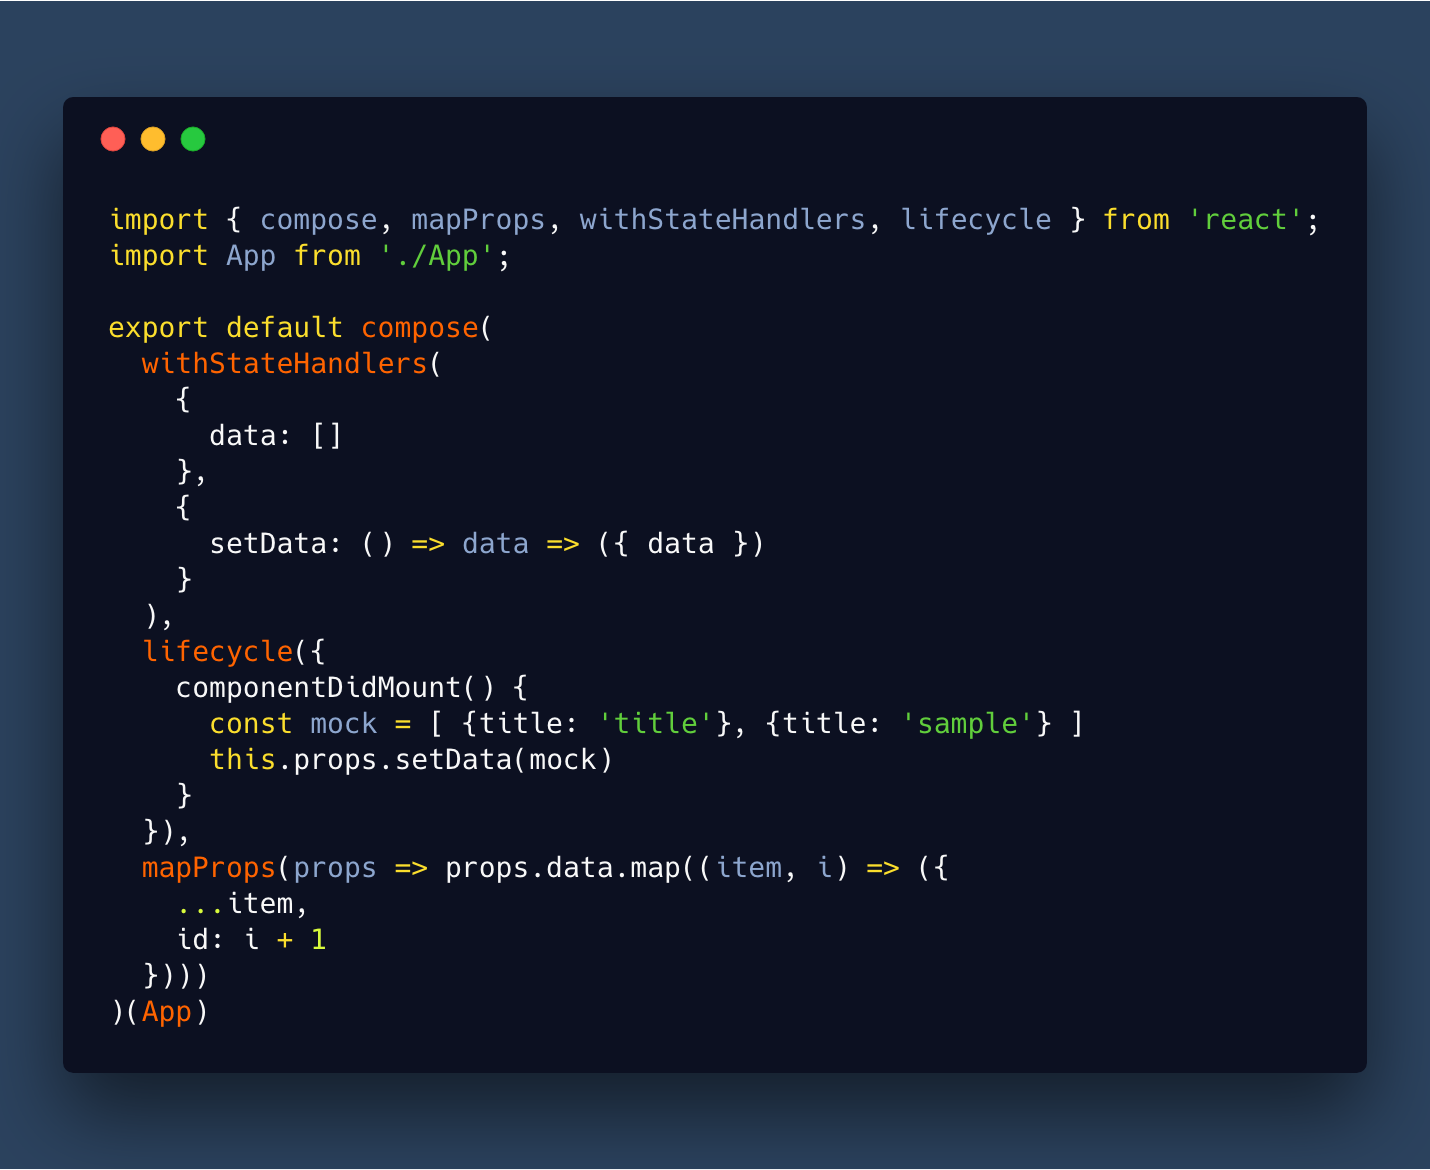 import { compose, mapProps, withStateHandlers, lifecycle } from 'react';
import App from './App';

export default compose(
  withStateHandlers(
    {
      data: []
    },
    {
      setData: () => data => ({ data })
    }
  ),
  lifecycle({
    componentDidMount() {
      const mock = [ {title: 'title'}, {title: 'sample'} ]
      this.props.setData(mock)
    }
  }),
  mapProps(props => props.data.map((item, i) => ({
    ...item,
    id: i + 1
  })))
)(App)